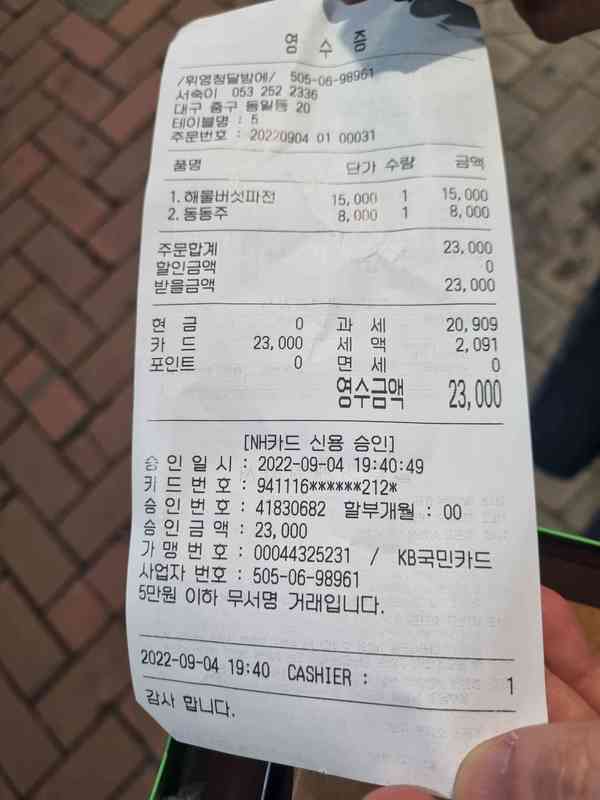 영 수 증
/휘영청달밤에/ 505-06-98961
서숙이 053 252 2336
대구 중구 동일동 20
테이블명 : 5
주문번호 : 20220904 01 00031
품명 단가 수량 금액
1. 해물버섯파전 15,000 1 15,000
2. 동동주 8,000 1 8,000
주문합계 23,000
할인금액 0
받을금액 23,000
현 금 0 과 세 20,909
카 드 23,000 세 액 2,091
포인트 0 면 세 0
영수금액 23,000
[NH카드 신용 승인]
승 인 일 시 : 2022-09-04 19:40:49
카 드 번 호 : 941116******212*
승 인 번 호 : 41830682 할부개월 : 00
승 인 금 액 : 23,000
가 맹 번 호 : 00044325231 / KB국민카드
사업자 번호 : 505-06-98961
5만원 이하 무서명 거래입니다.
2022-09-04 19:40 CASHIER : 1
감사 합니다.